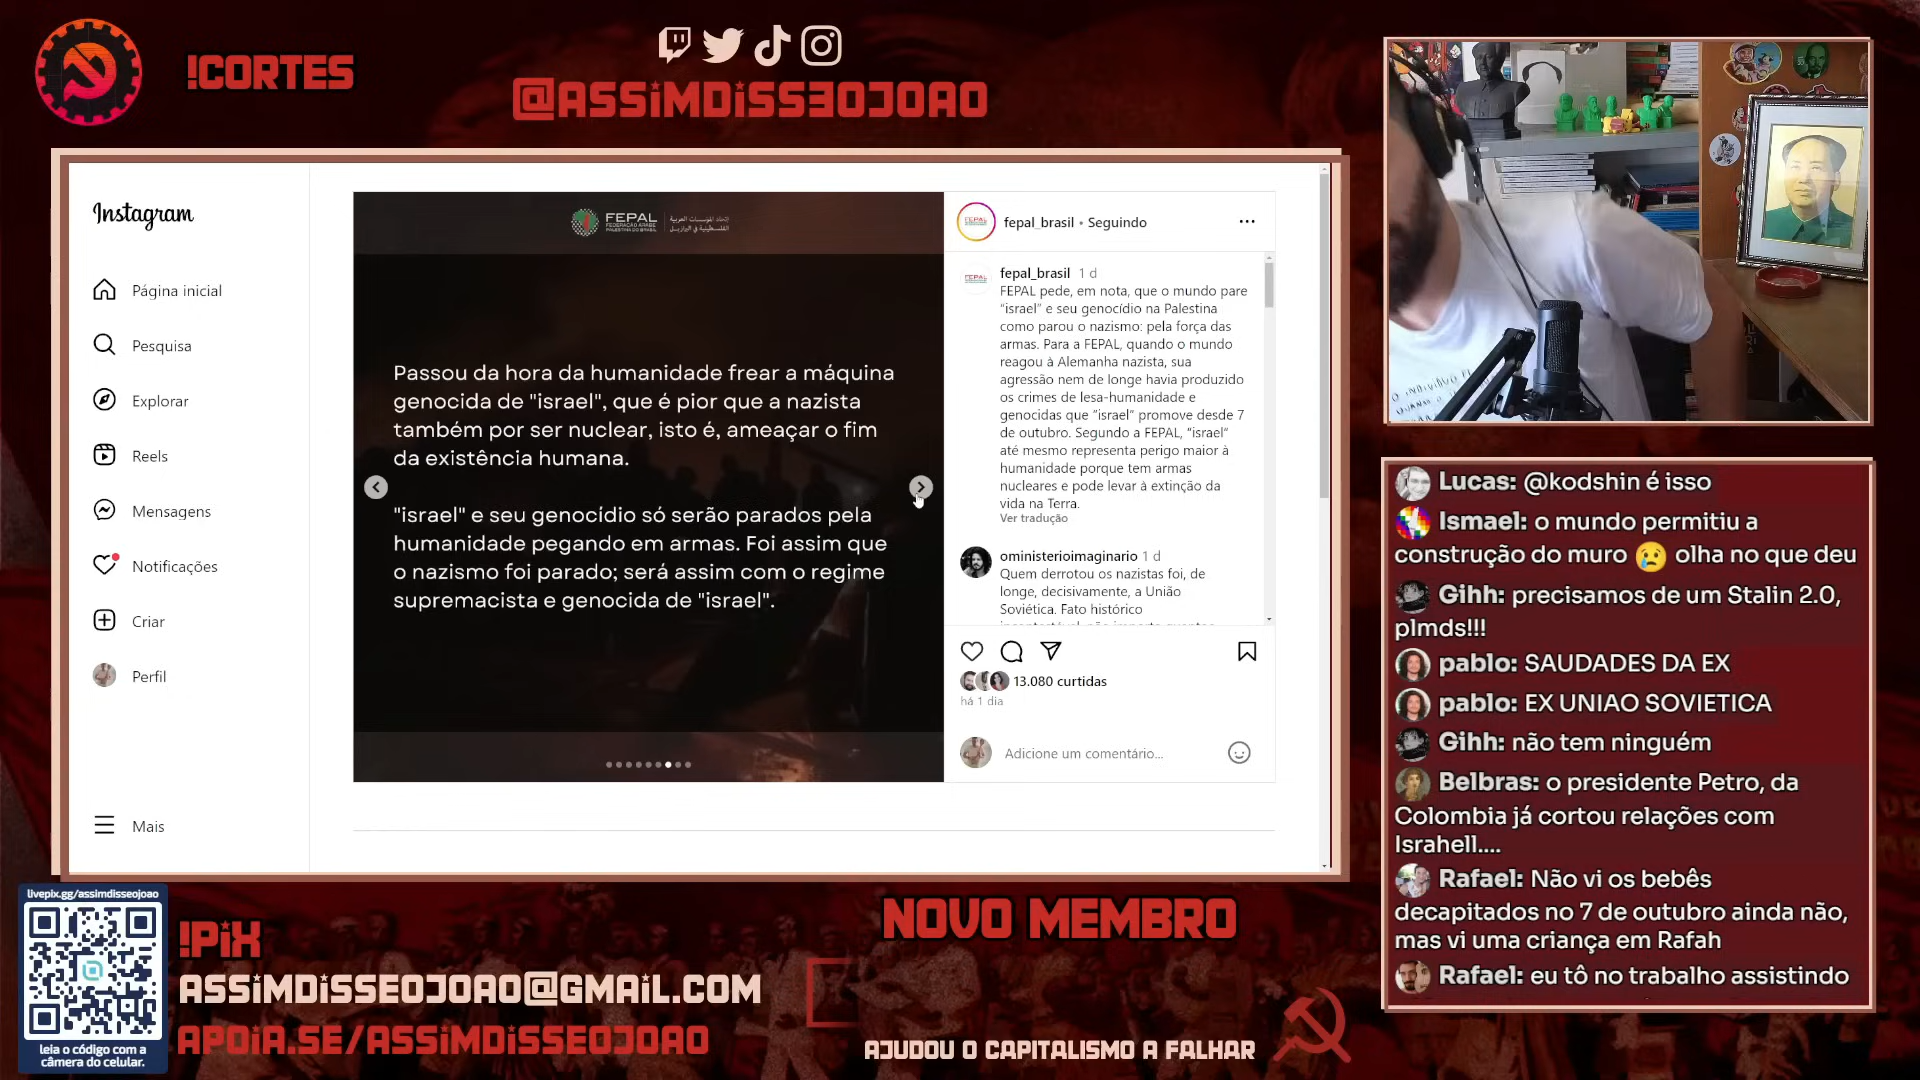 !CORTES
@ASSiMDiSSEOJOAO
Instagram
Página inicial
Pesquisa
Explorar
Reels
Mensagens
Notificações
Criar
Perfil
Mais
FEPAL
FEDERAÇÃO ÁRABE
PALESTINA DO BRASIL
Passou da hora da humanidade frear a máquina
genocida de "israel", que é pior que a nazista
também por ser nuclear, isto é, ameaçar o fim
da existência humana.
"israel" e seu genocídio só serão parados pela
humanidade pegando em armas. Foi assim que
o nazismo foi parado; será assim com o regime
supremacista e genocida de "israel".
fepal_brasil • Seguindo
fepal_brasil 1 d
FEPAL pede, em nota, que o mundo pare
“israel” e seu genocídio na Palestina
como parou o nazismo: pela força das
armas. Para a FEPAL, quando o mundo
reagou à Alemanha nazista, sua
agressão nem de longe havia produzido
os crimes de lesa-humanidade e
genocidas que “israel” promove desde 7
de outubro. Segundo a FEPAL, “israel”
até mesmo representa perigo maior à
humanidade porque tem armas
nucleares e pode levar à extinção da
vida na Terra.
Ver tradução
oministerioimaginario 1 d
Quem derrotou os nazistas foi, de
longe, decisivamente, a União
Soviética. Fato histórico
13.080 curtidas
há 1 dia
Adicione um comentário...
Lucas: @kodshin é isso
Ismael: o mundo permitiu a
construção do muro 😢 olha no que deu
Gihh: precisamos de um Stalin 2.0,
plmds!!!
pablo: SAUDADES DA EX
pablo: EX UNIAO SOVIETICA
Gihh: não tem ninguém
Belbras: o presidente Petro, da
Colombia já cortou relações com
Israhell....
Rafael: Não vi os bebês
decapitados no 7 de outubro ainda não,
mas vi uma criança em Rafah
Rafael: eu tô no trabalho assistindo
livepix.gg/assimdisseojoao
leia o código com a
câmera do celular.
!PiX
ASSiMDiSSEOJOAO@GMAiL.COM
APOiA.SE/ASSiMDiSSEOJOAO
NOVO MEMBRO
AJUDOU O CAPiTALiSMO A FALHAR